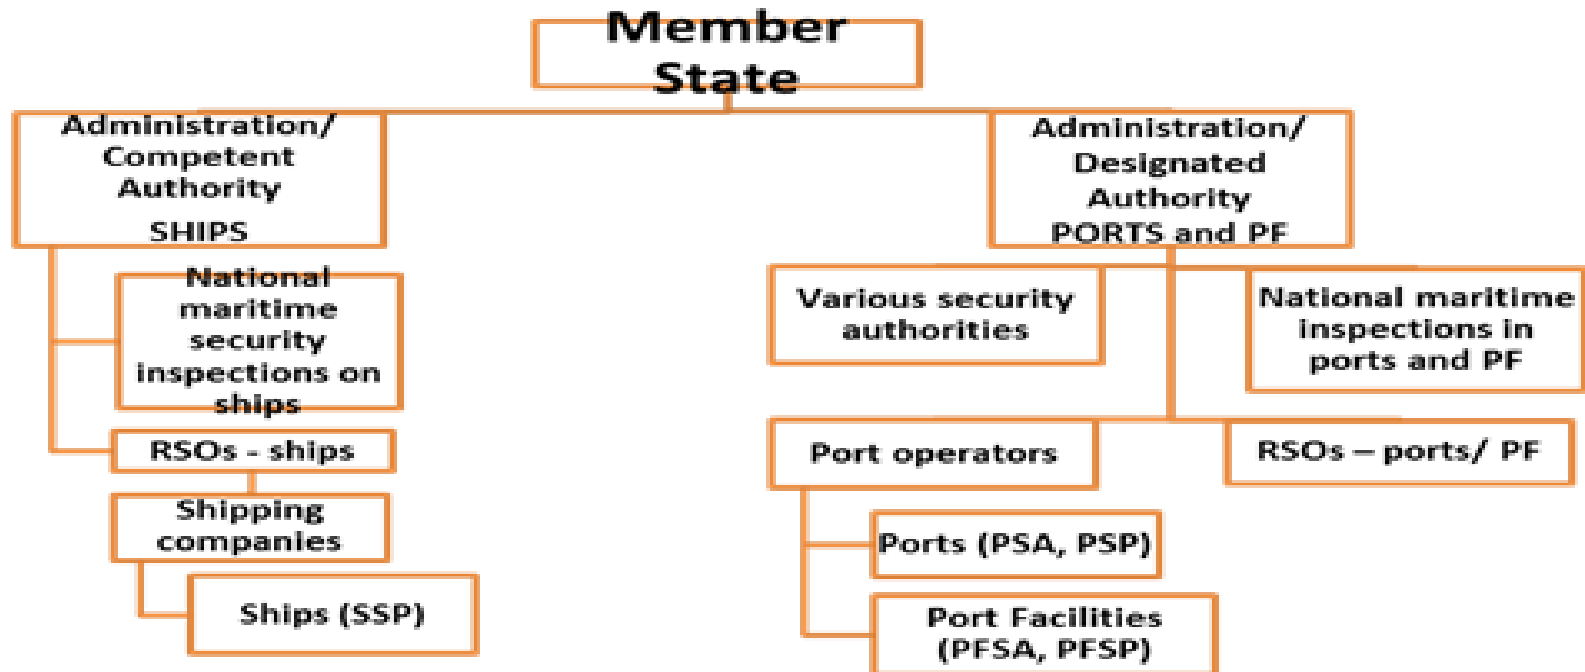 Member
State
Administration/
Competent
Authority
SHIPS
National
maritime
security
inspections on
ships
RSOs - ships
Shipping
companies
Ships (SSP)
Administration/
Designated
Authority
PORTS and PF
Various security
authorities
National maritime
inspections in
ports and PF
Port operators
RSOs – ports/ PF
Ports (PSA, PSP)
Port Facilities
(PFSA, PFSP)